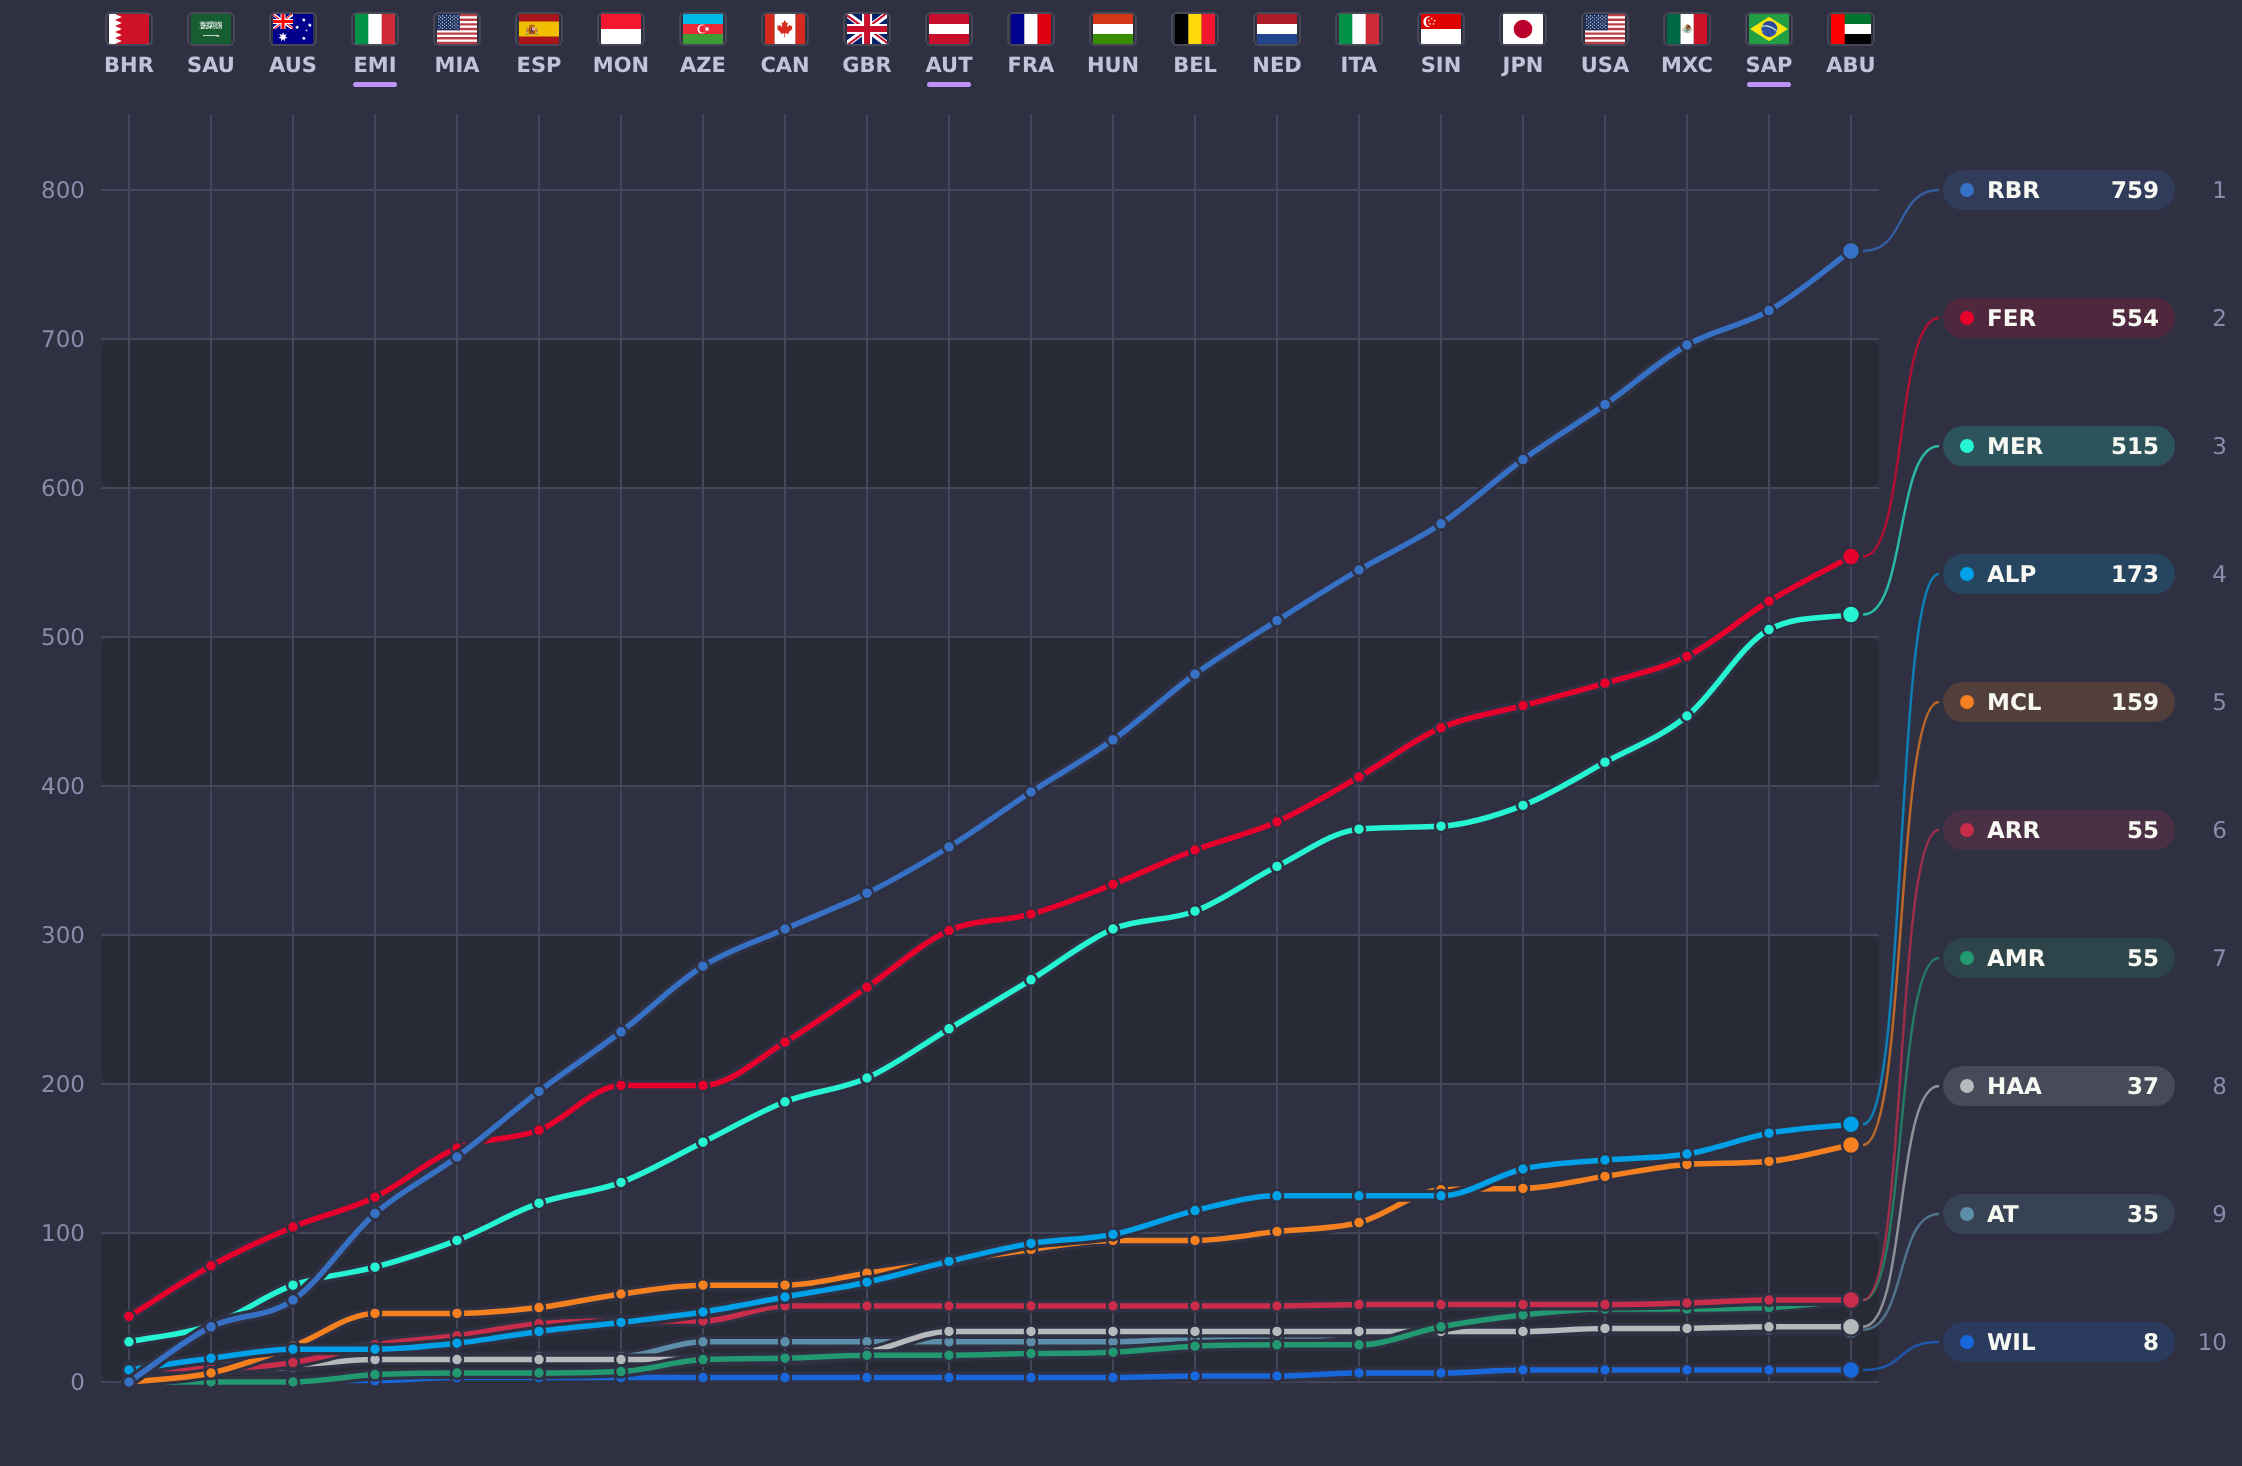 BHR SAU AUS EMI MIA ESP MON AZE CAN GBR AUT FRA HUN BEL NED ITA SIN JPN USA MXC SAP ABU
800
700
600
500
400
300
200
100
0
RBR 759 1
FER 554 2
MER 515 3
ALP 173 4
MCL 159 5
ARR 55 6
AMR 55 7
HAA 37 8
AT 35 9
WIL 8 10